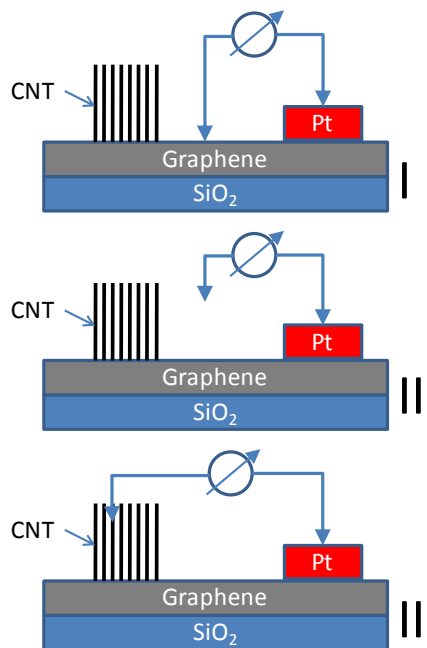 CNT
Pt
Graphene
SiO₂
I
CNT
Pt
Graphene
SiO₂
II
CNT
Pt
Graphene
SiO₂
II